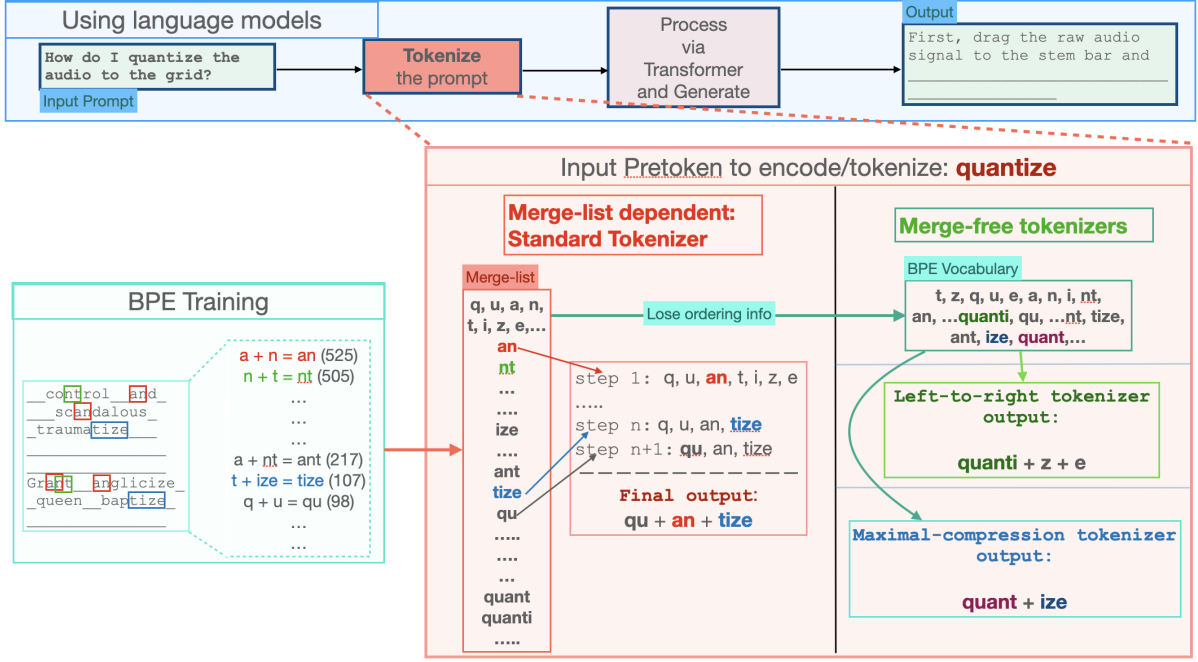 Using language models
How do I quantize the
audio to the grid?
Input Prompt
Tokenize
the prompt
Process
via
Transformer
and Generate
Output
First, drag the raw audio
signal to the stem bar and
Input Pretoken to encode/tokenize: quantize
BPE Training
__control__and_
___scandalous_
_traumatize___
Grant__anglicize_
_queen__baptize_
a + n = an (525)
n + t = nt (505)
...
...
...
...
a + nt = ant (217)
t + ize = tize (107)
q + u = qu (98)
...
...
Merge-list dependent:
Standard Tokenizer
Merge-list
q, u, a, n,
t, i, z, e,...
an
nt
...
....
ize
....
ant
tize
qu
.....
....
...
quant
quanti
.....
Lose ordering info
step 1: q, u, an, t, i, z, e
.....
step n: q, u, an, tize
step n+1: qu, an, tize
Final output:
qu + an + tize
Merge-free tokenizers
BPE Vocabulary
t, z, q, u, e, a, n, i, nt,
an, ...quanti, qu, ...nt, tize,
ant, ize, quant,...
Left-to-right tokenizer
output:
quanti + z + e
Maximal-compression tokenizer
output:
quant + ize